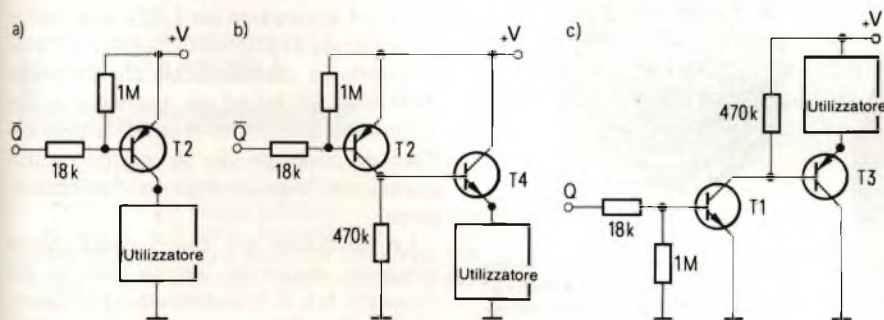 a)
+V
1M
Q̅
18k
T2
Utilizzatore
b)
+V
1M
Q̅
18k
T2
T4
470k
Utilizzatore
c)
+V
470k
Utilizzatore
T3
Q
18k
T1
1M